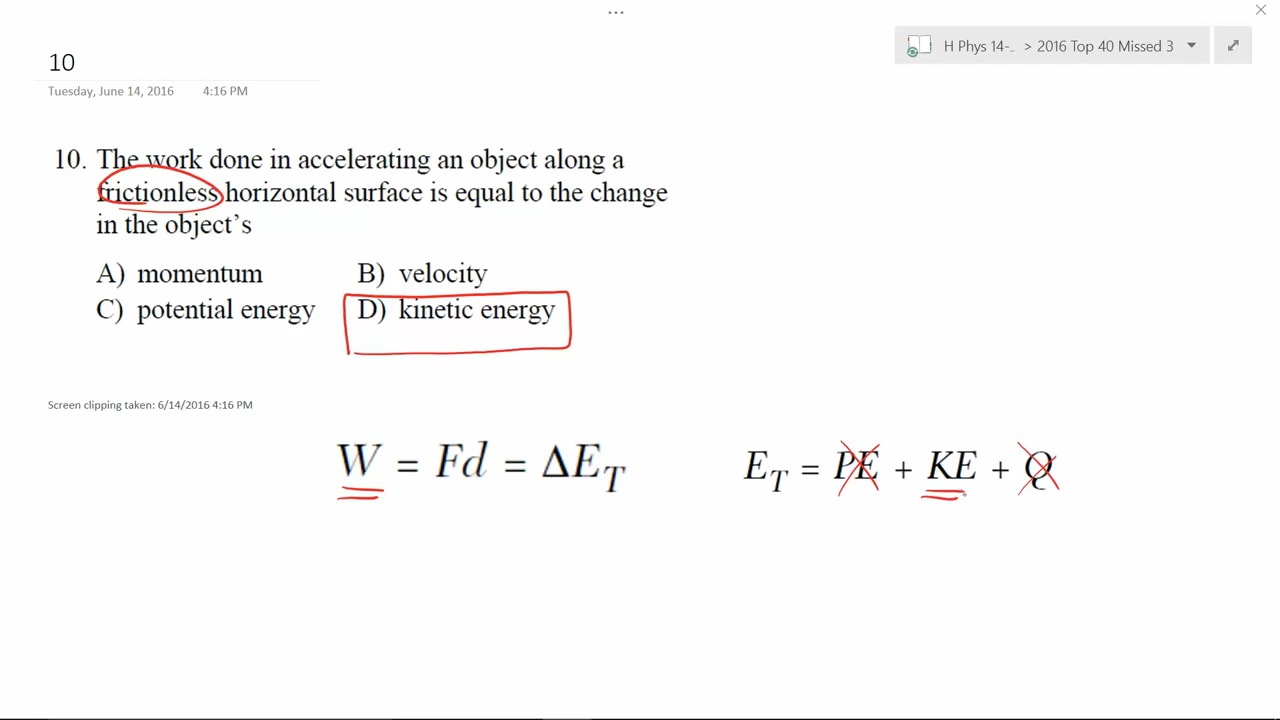 ...
H Phys 14-.. > 2016 Top 40 Missed 3
10
Tuesday, June 14, 2016 4:16 PM
10. The work done in accelerating an object along a
frictionless horizontal surface is equal to the change
in the object's
A) momentum B) velocity
C) potential energy D) kinetic energy
Screen clipping taken: 6/14/2016 4:16 PM
W = Fd = ΔE_T E_T = PE + KE + Q